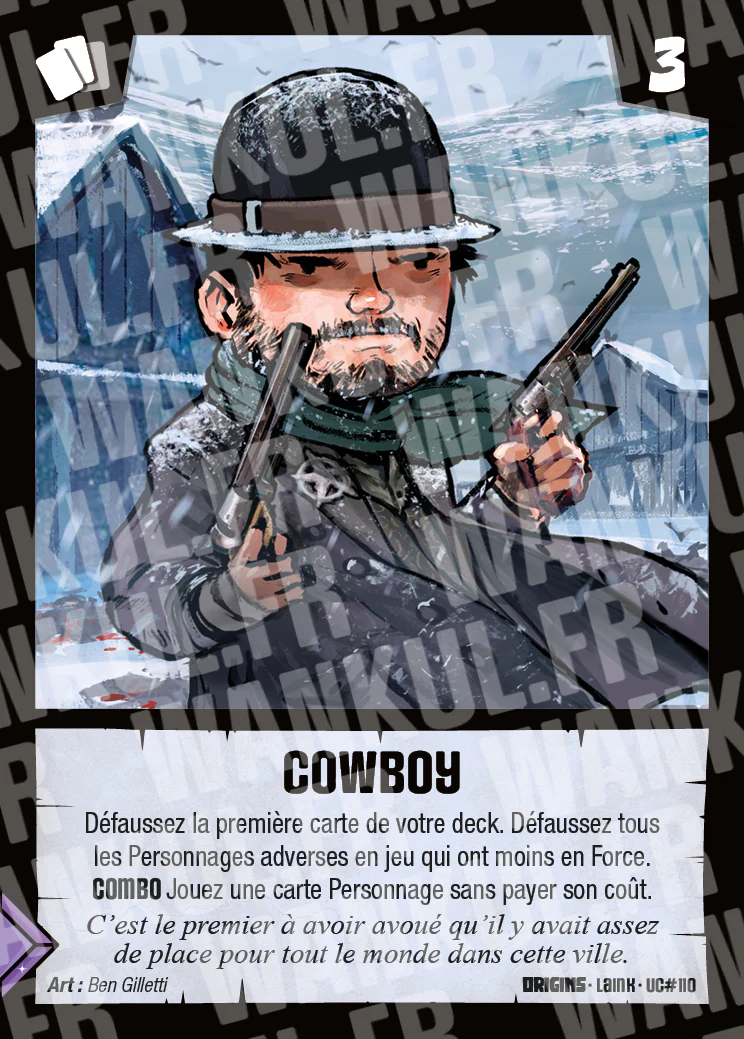 3
COWBOY
Défaussez la première carte de votre deck. Défaussez tous
les Personnages adverses en jeu qui ont moins en Force.
COMBO Jouez une carte Personnage sans payer son coût.
C’est le premier à avoir avoué qu’il y avait assez
de place pour tout le monde dans cette ville.
Art : Ben Gilletti
ORIGINS · LAINK · UC#110
WANKUL.FR